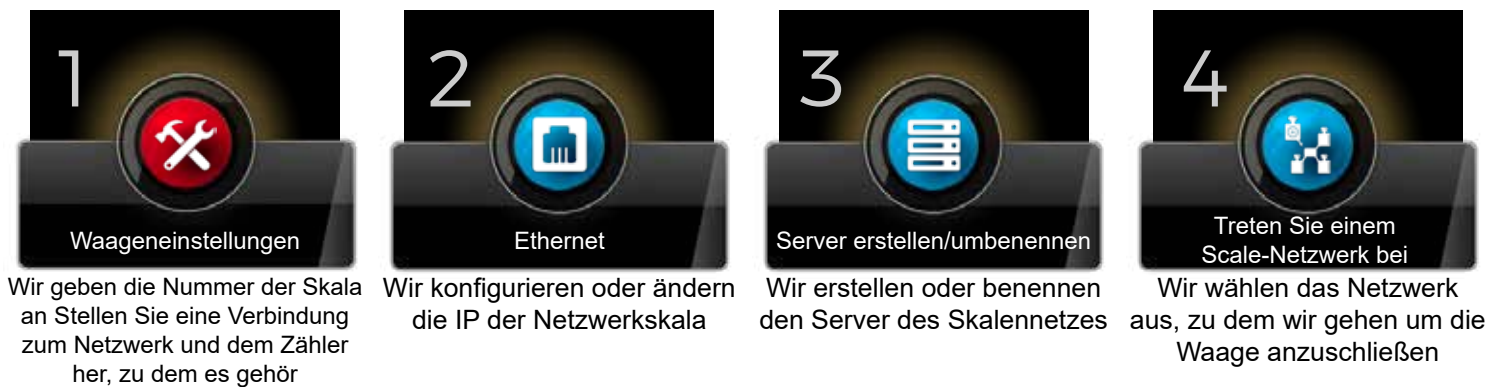 1
Waageneinstellungen
Wir geben die Nummer der Skala
an Stellen Sie eine Verbindung
zum Netzwerk und dem Zähler
her, zu dem es gehör
2
Ethernet
Wir konfigurieren oder ändern
die IP der Netzwerkskala
3
Server erstellen/umbenennen
Wir erstellen oder benennen
den Server des Skalennetzes
4
Treten Sie einem
Scale-Netzwerk bei
Wir wählen das Netzwerk
aus, zu dem wir gehen um die
Waage anzuschließen